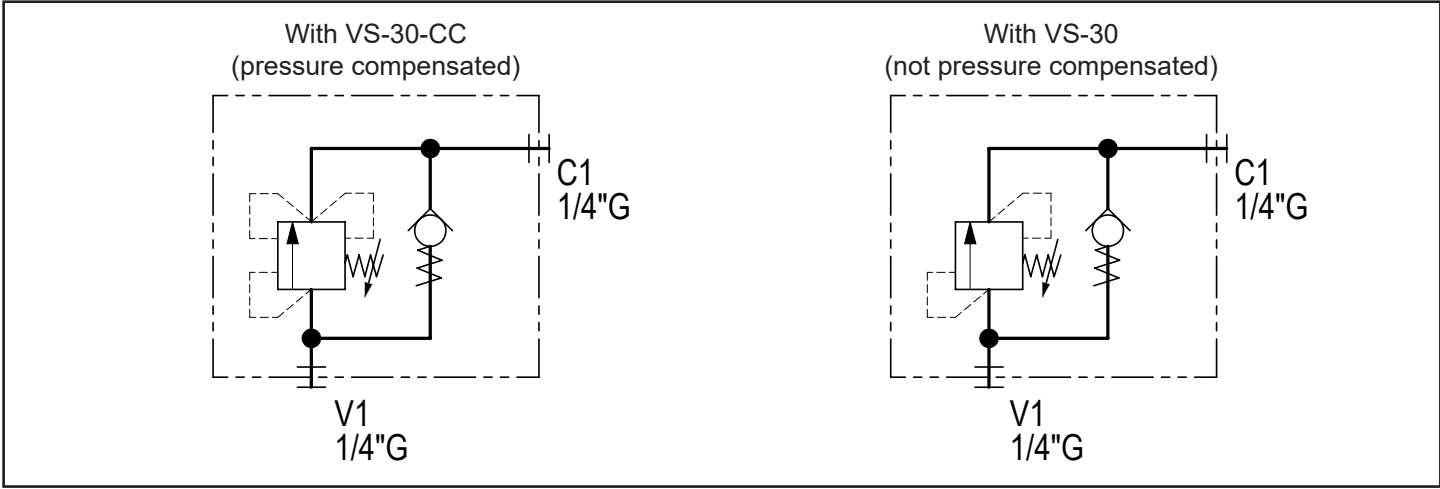 With VS-30-CC
(pressure compensated)
C1
1/4"G
V1
1/4"G
With VS-30
(not pressure compensated)
C1
1/4"G
V1
1/4"G